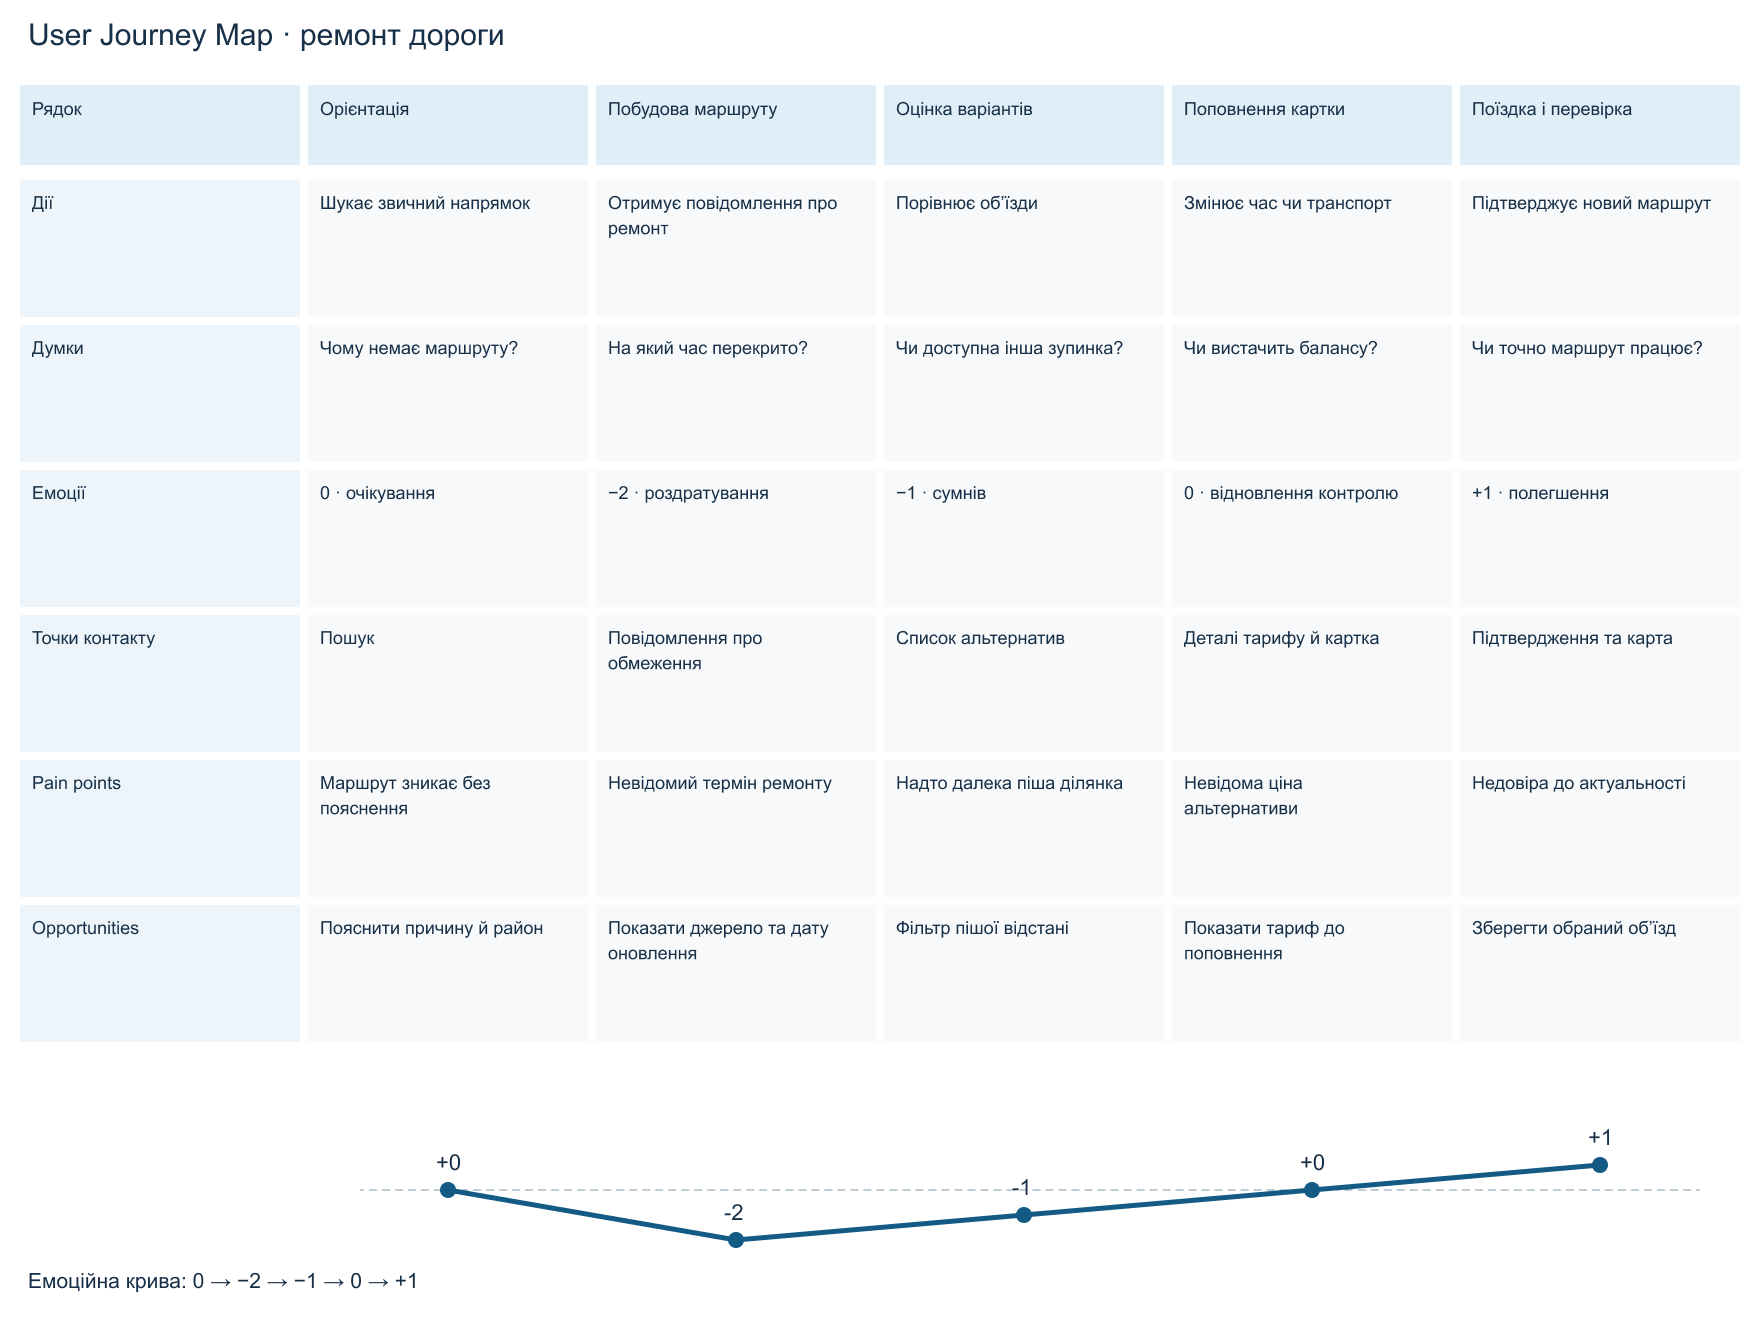 User Journey Map · ремонт дороги
Рядок
Орієнтація
Побудова маршруту
Оцінка варіантів
Поповнення картки
Поїздка і перевірка
Дії
Шукає звичний напрямок
Отримує повідомлення про
ремонт
Порівнює об’їзди
Змінює час чи транспорт
Підтверджує новий маршрут
Думки
Чому немає маршруту?
На який час перекрито?
Чи доступна інша зупинка?
Чи вистачить балансу?
Чи точно маршрут працює?
Емоції
0 · очікування
−2 · роздратування
−1 · сумнів
0 · відновлення контролю
+1 · полегшення
Точки контакту
Пошук
Повідомлення про
обмеження
Список альтернатив
Деталі тарифу й картка
Підтвердження та карта
Pain points
Маршрут зникає без
пояснення
Невідомий термін ремонту
Надто далека піша ділянка
Невідома ціна
альтернативи
Недовіра до актуальності
Opportunities
Пояснити причину й район
Показати джерело та дату
оновлення
Фільтр пішої відстані
Показати тариф до
поповнення
Зберегти обраний об’їзд
+0
-2
-1
+0
+1
Емоційна крива: 0 → −2 → −1 → 0 → +1